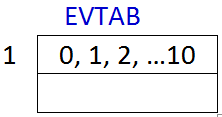 EVTAB
1 0, 1, 2, …10